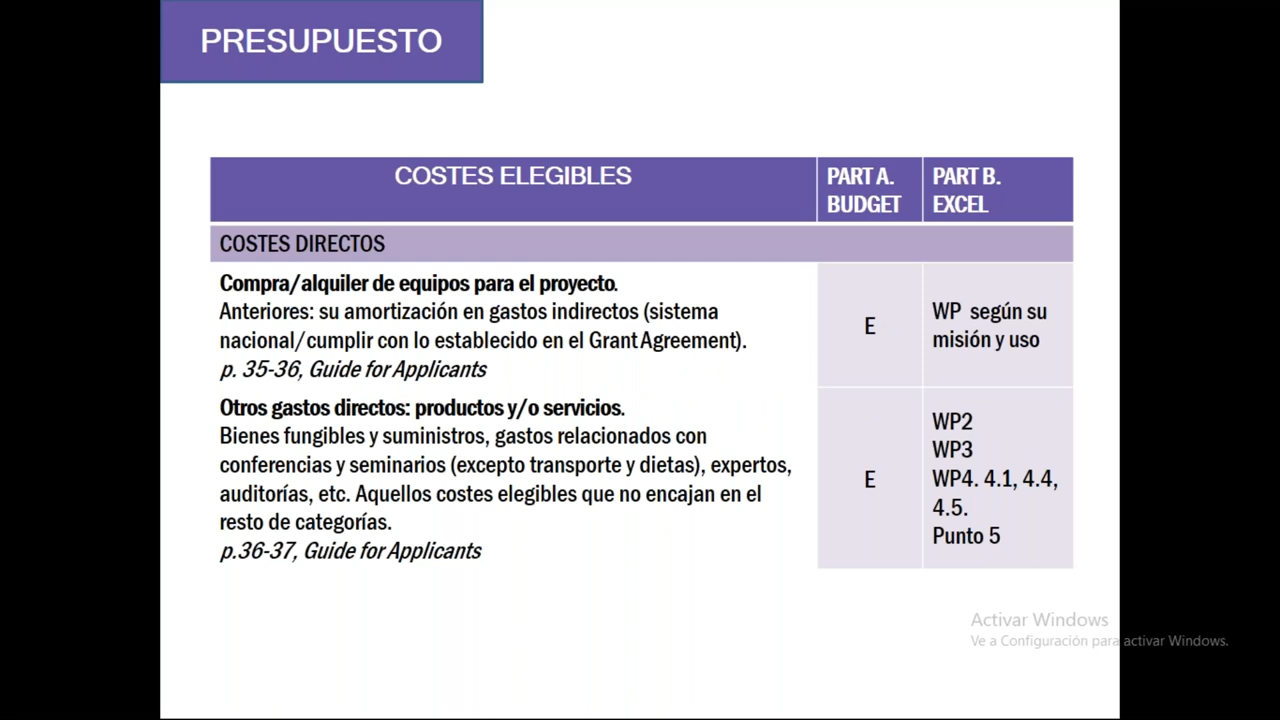 PRESUPUESTO
COSTES ELEGIBLES
PART A.
BUDGET
PART B.
EXCEL
COSTES DIRECTOS
Compra/alquiler de equipos para el proyecto.
Anteriores: su amortización en gastos indirectos (sistema
nacional/cumplir con lo establecido en el Grant Agreement).
p. 35-36, Guide for Applicants
E
WP según su
misión y uso
Otros gastos directos: productos y/o servicios.
Bienes fungibles y suministros, gastos relacionados con
conferencias y seminarios (excepto transporte y dietas), expertos,
auditorías, etc. Aquellos costes elegibles que no encajan en el
resto de categorías.
p.36-37, Guide for Applicants
E
WP2
WP3
WP4. 4.1, 4.4,
4.5.
Punto 5
Activar Windows
Ve a Configuración para activar Windows.